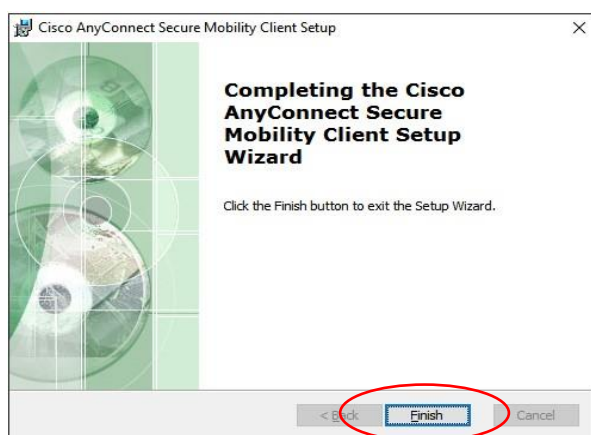 Cisco AnyConnect Secure Mobility Client Setup
Completing the Cisco
AnyConnect Secure
Mobility Client Setup
Wizard
Click the Finish button to exit the Setup Wizard.
< Back
Finish
Cancel